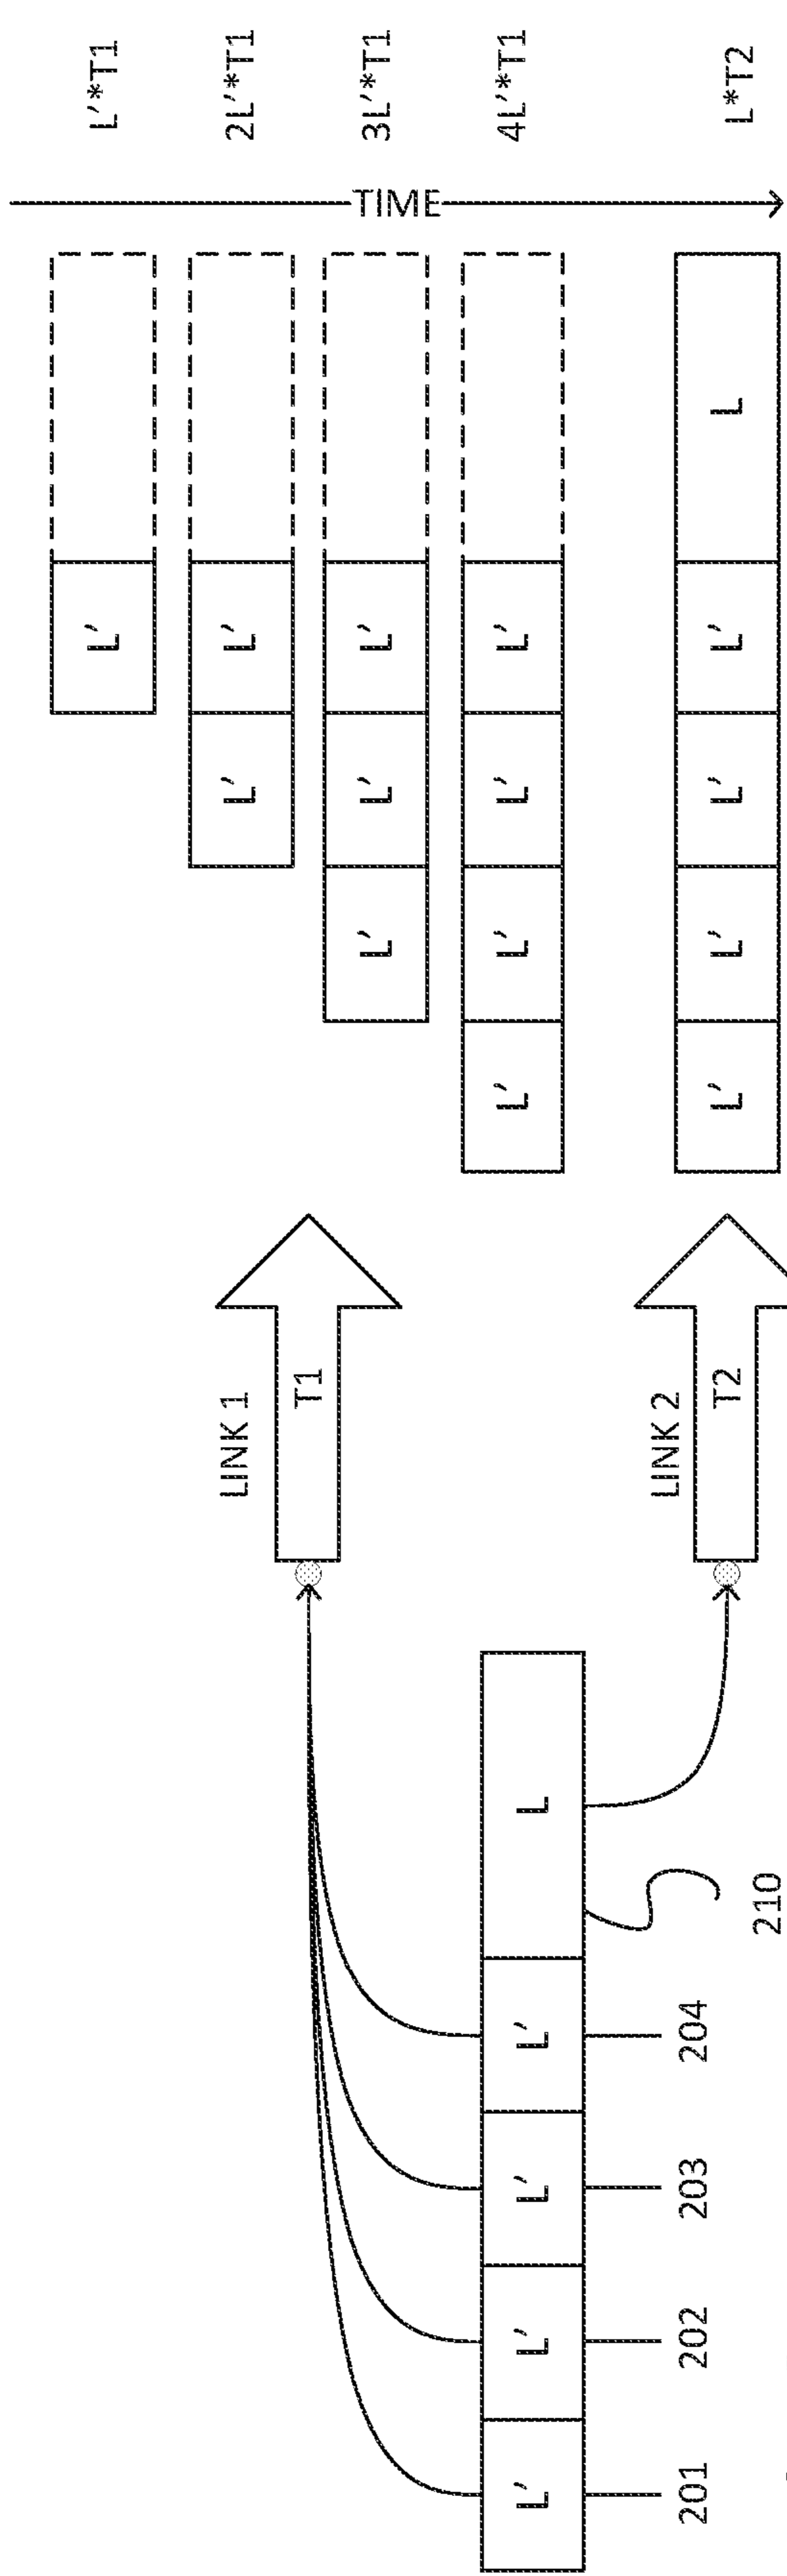 L' L' L' L' L
201 202 203 204
210
LINK 1
T1
LINK 2
T2
L'
L' L'
L' L' L'
L' L' L' L'
L' L' L' L' L
TIME
L'*T1
2L'*T1
3L'*T1
4L'*T1
L*T2